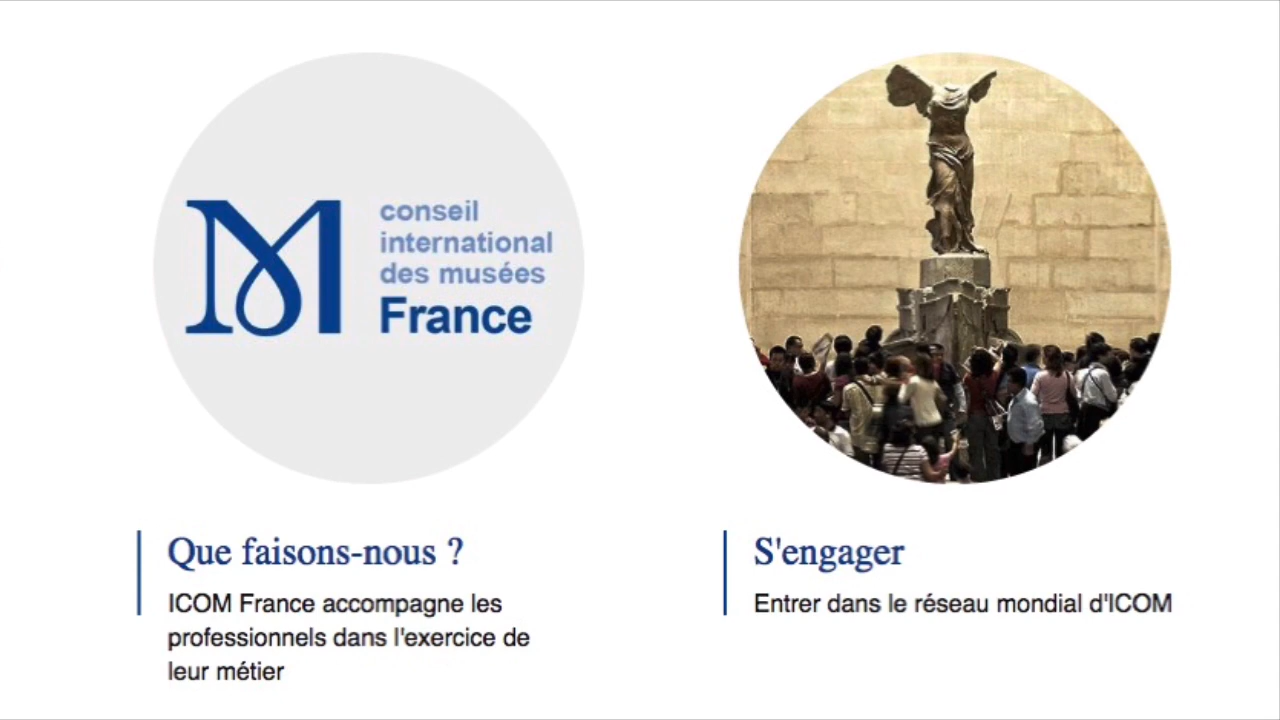 M
conseil
international
des musées
France
Que faisons-nous ?
ICOM France accompagne les
professionnels dans l'exercice de
leur métier
S'engager
Entrer dans le réseau mondial d'ICOM